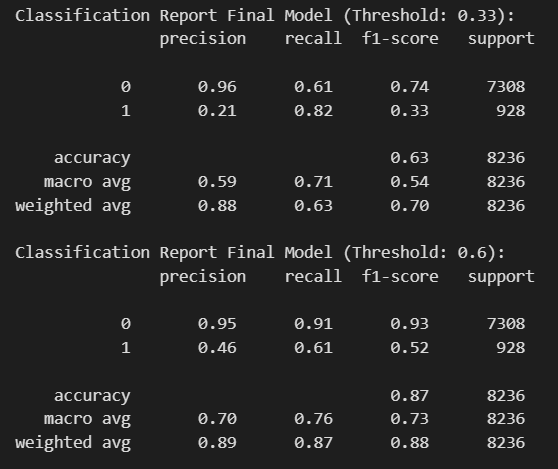 Classification Report Final Model (Threshold: 0.33):
precision recall f1-score support
0 0.96 0.61 0.74 7308
1 0.21 0.82 0.33 928
accuracy 0.63 8236
macro avg 0.59 0.71 0.54 8236
weighted avg 0.88 0.63 0.70 8236
Classification Report Final Model (Threshold: 0.6):
precision recall f1-score support
0 0.95 0.91 0.93 7308
1 0.46 0.61 0.52 928
accuracy 0.87 8236
macro avg 0.70 0.76 0.73 8236
weighted avg 0.89 0.87 0.88 8236